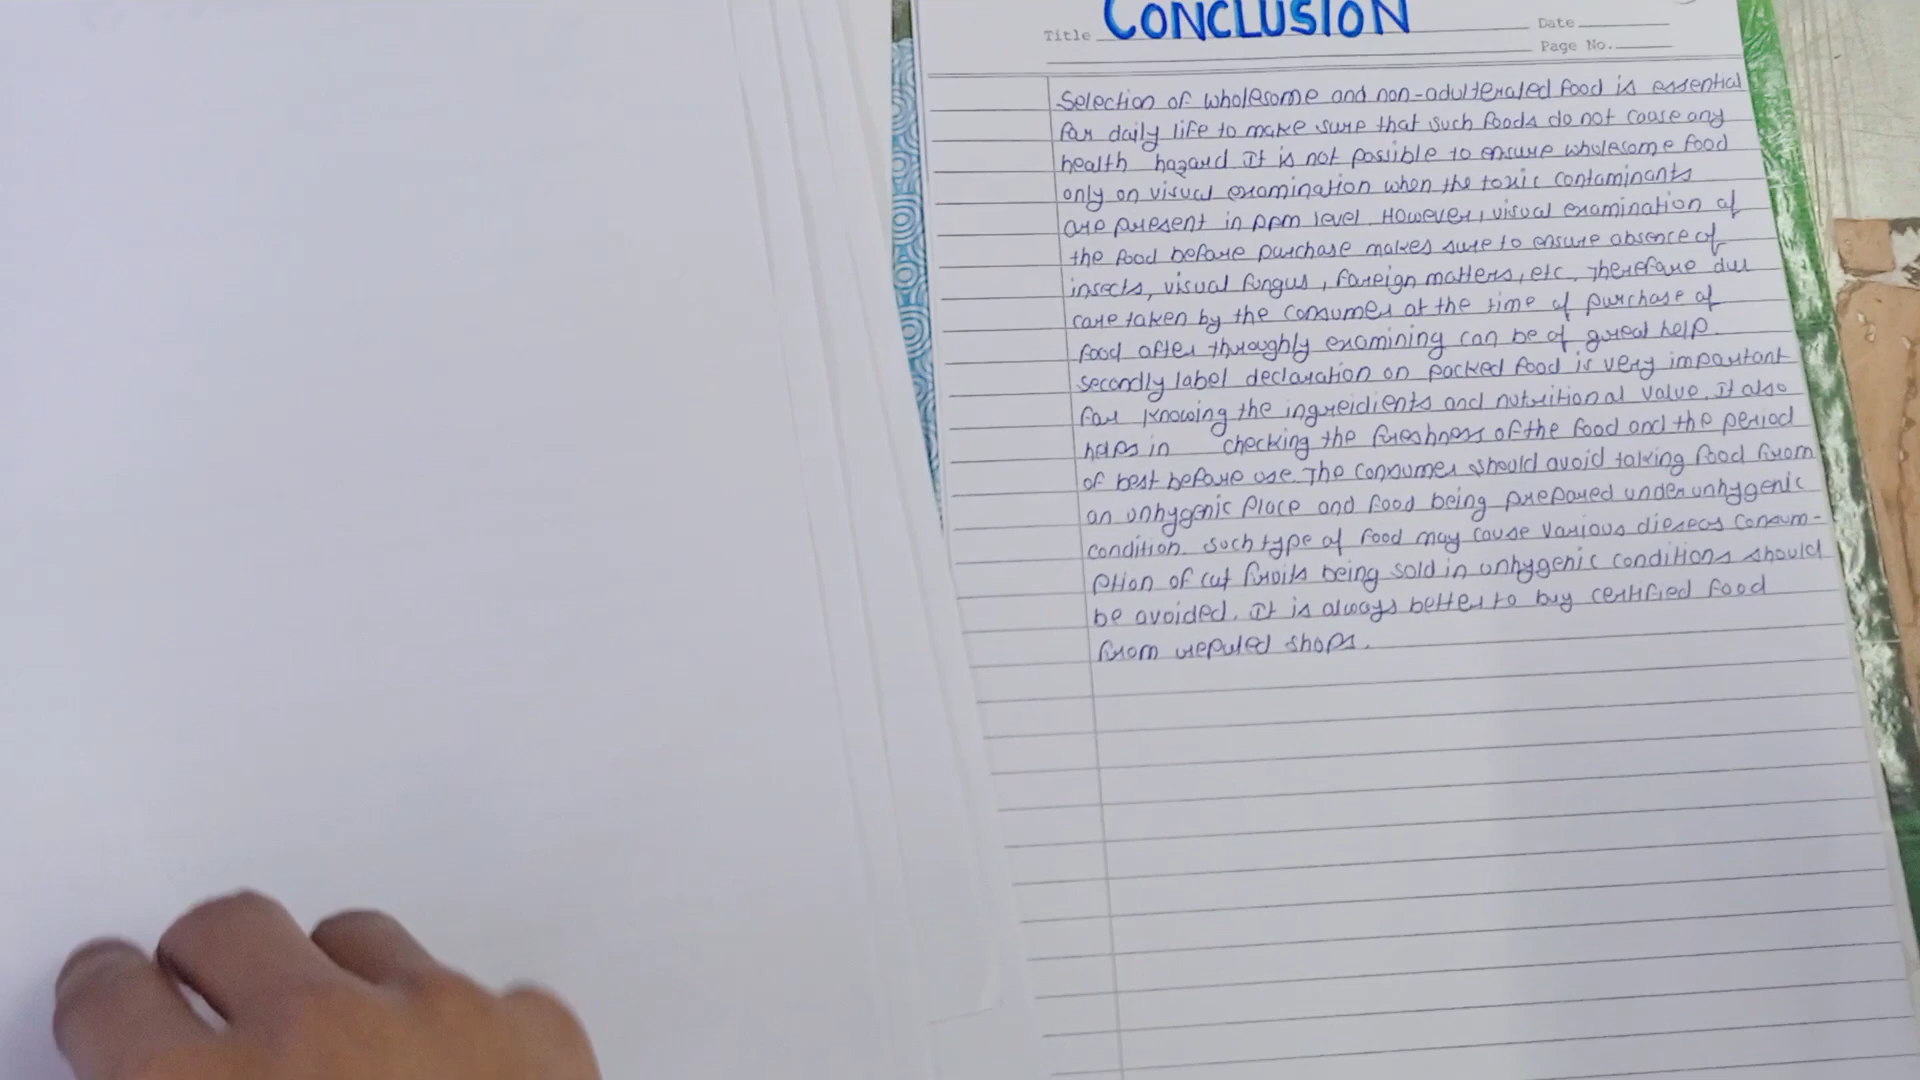 CONCLUSION
Title
Date
Page No.
Selection of wholesome and non-adulterated food is essential
for daily life to make sure that such foods do not cause any
health hazard. It is not possible to ensure wholesome food
only on visual examination when the toxic contaminants
are present in ppm level. However, visual examination of
the food before purchase makes sure to ensure absence of
insects, visual fungus, foreign matters, etc. Therefore due
care taken by the consumer at the time of purchase of
food after throughly examining can be of great help.
secondly label declaration on packed food is very important
for knowing the ingreidients and nutritional value. It also
helps in checking the freshness of the food and the period
of best before use. The consumer should avoid taking food from
an unhygenic place and food being prepared under unhygenic
condition. such type of food may cause various dieseas consum-
ption of cut fruits being sold in unhygenic conditions should
be avoided. It is always better to buy certified food
from reputed shops.